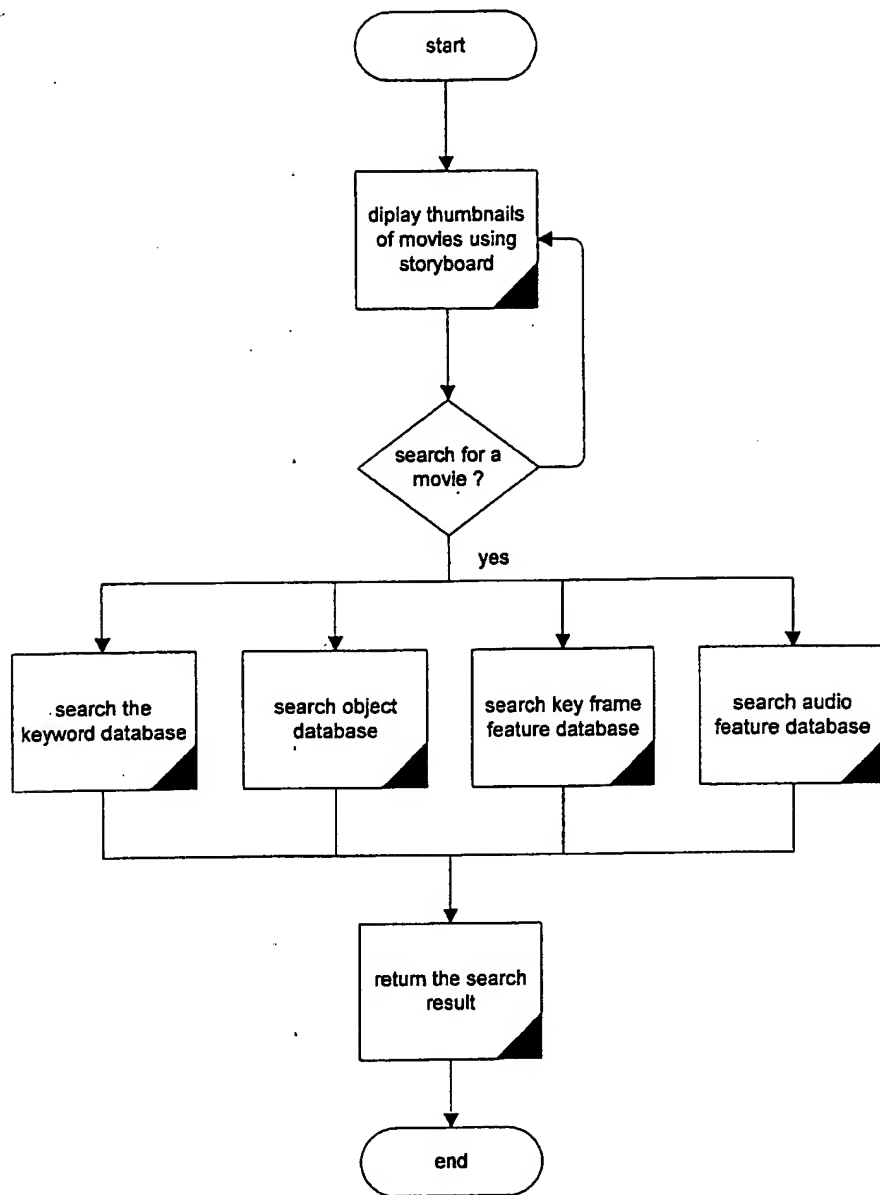 start
diplay thumbnails
of movies using
storyboard
search for a
movie ?
yes
search the
keyword database
search object
database
search key frame
feature database
search audio
feature database
return the search
result
end